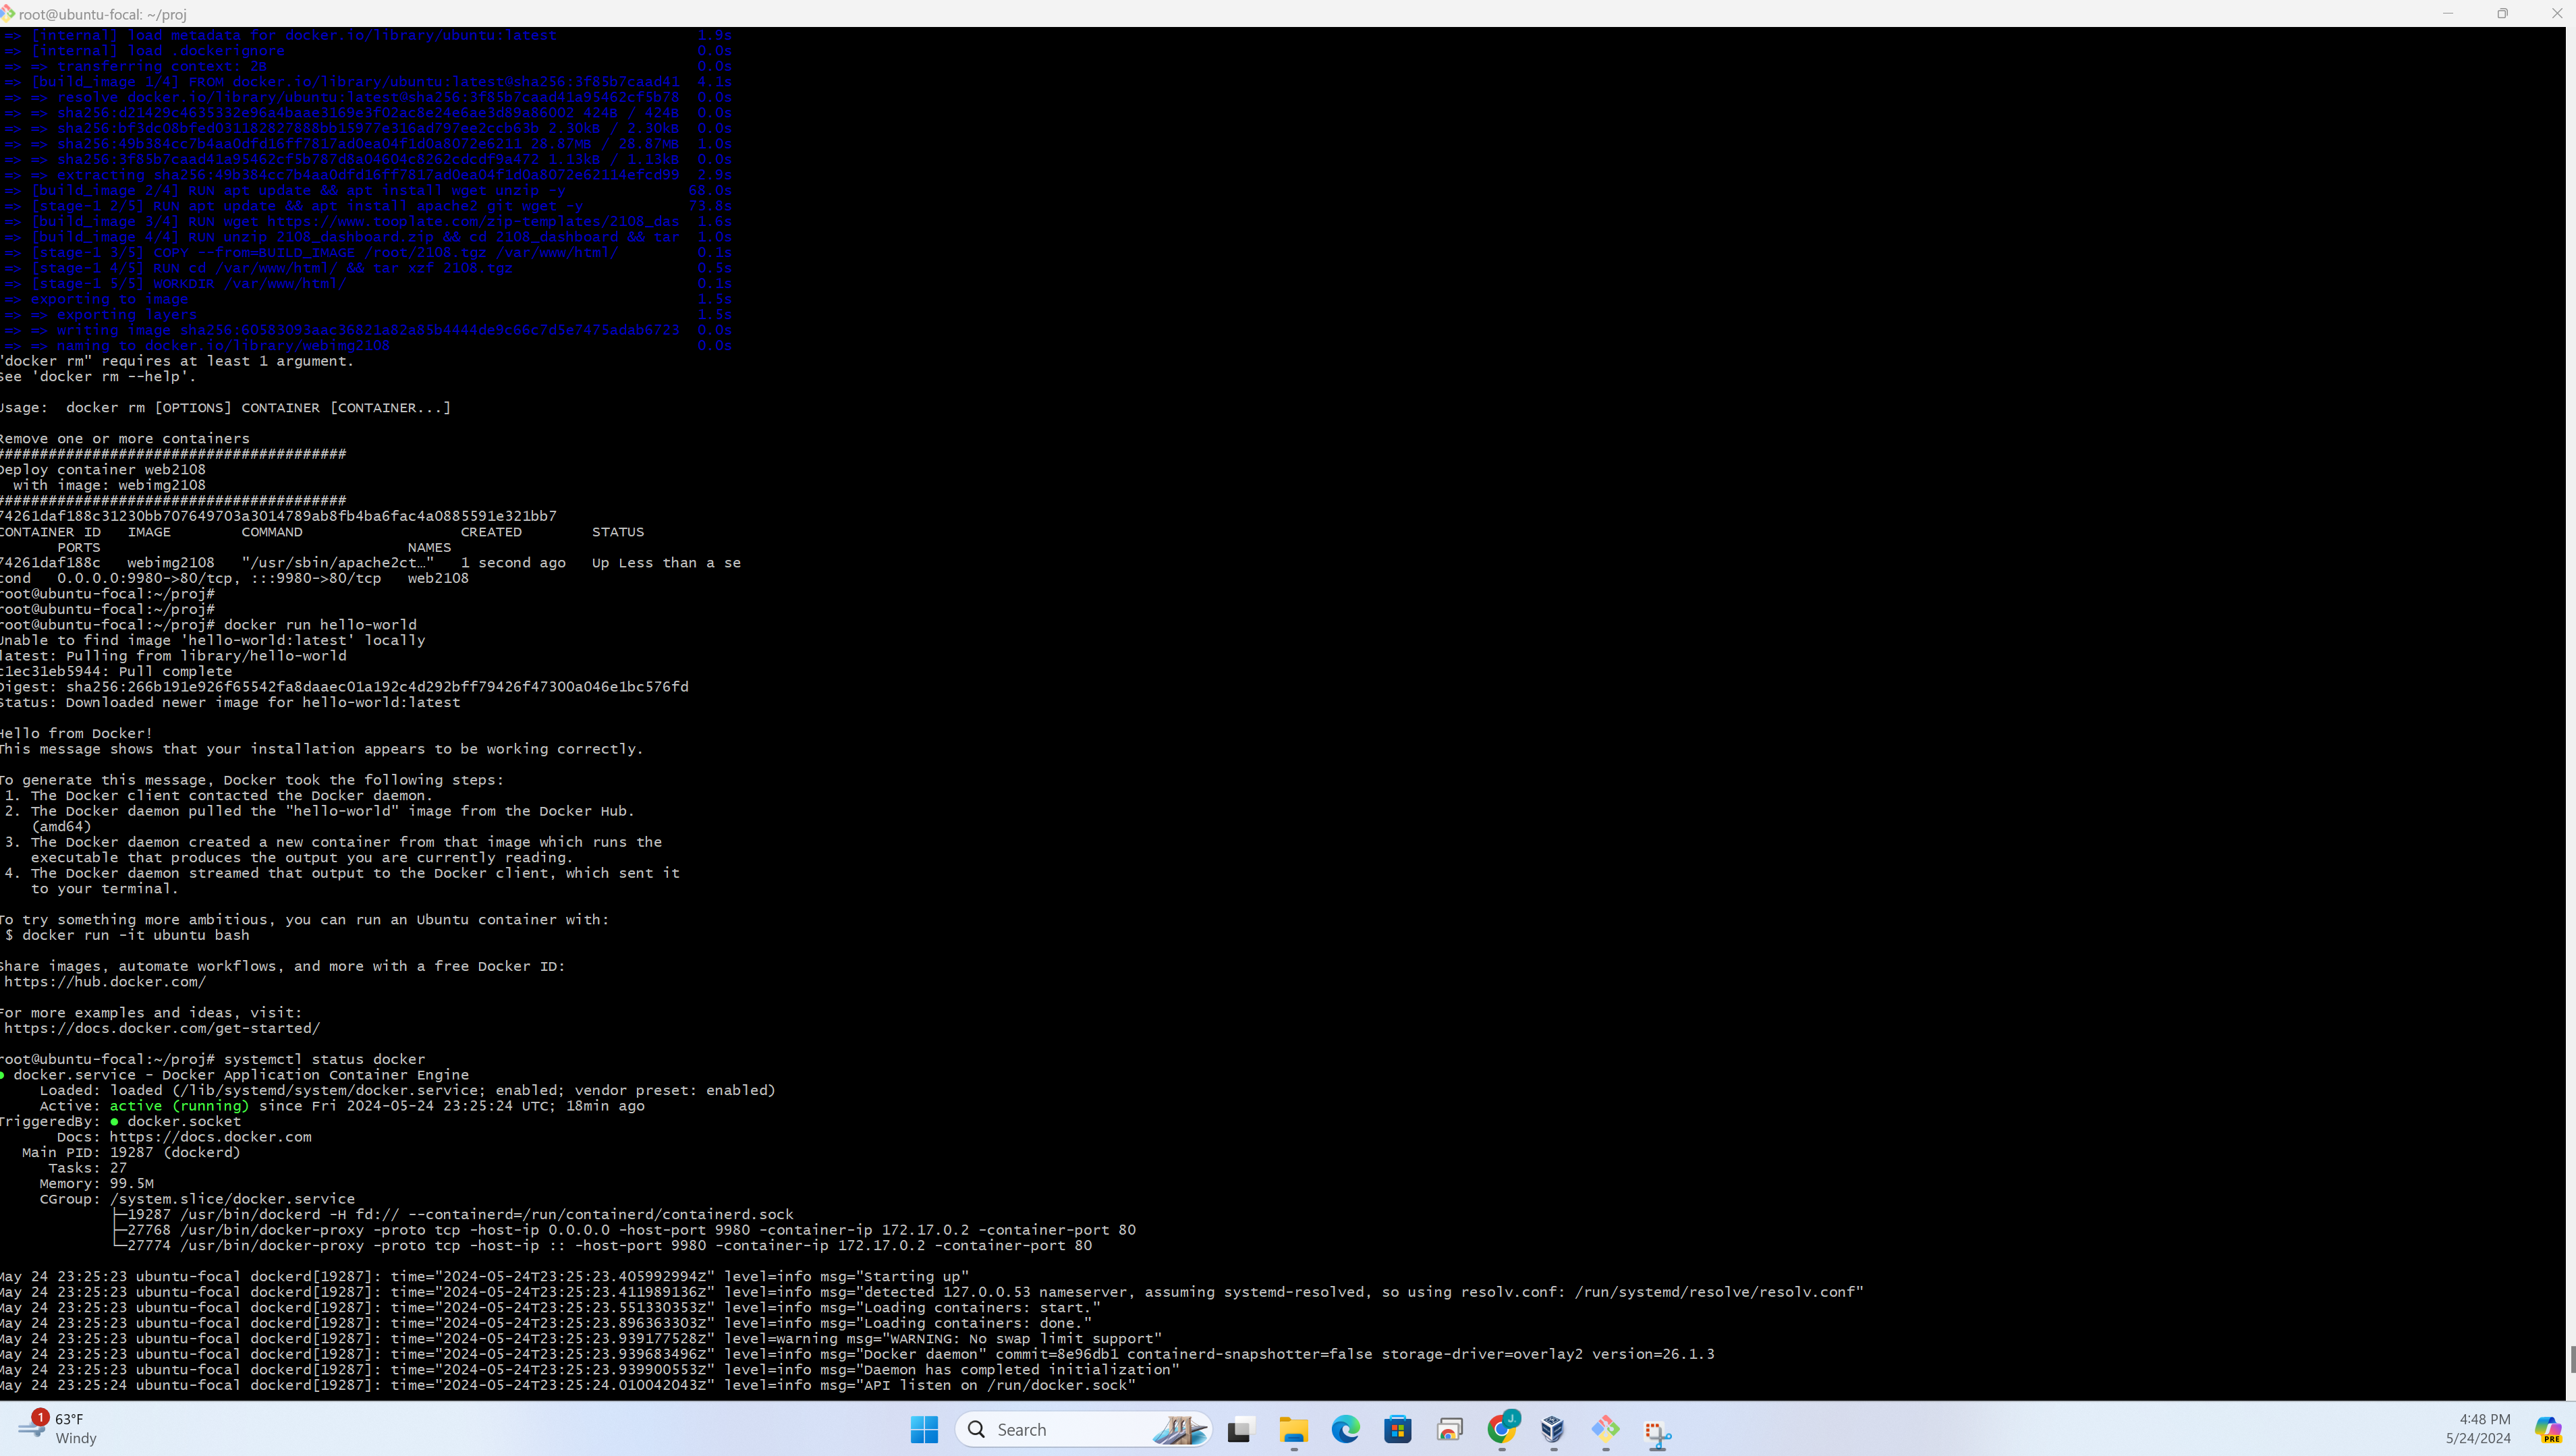 root@ubuntu-focal: ~/proj
=> [internal] load metadata for docker.io/library/ubuntu:latest 1.9s
=> [internal] load .dockerignore 0.0s
=> => transferring context: 2B 0.0s
=> [build_image 1/4] FROM docker.io/library/ubuntu:latest@sha256:3f85b7caad41 4.1s
=> => resolve docker.io/library/ubuntu:latest@sha256:3f85b7caad41a95462cf5b78 0.0s
=> => sha256:d21429c4635332e96a4baae3169e3f02ac8e24e6ae3d89a86002 424B / 424B 0.0s
=> => sha256:bf3dc08bfed031182827888bb15977e316ad797ee2ccb63b 2.30kB / 2.30kB 0.0s
=> => sha256:49b384cc7b4aa0dfd16ff7817ad0ea04f1d0a8072e6211 28.87MB / 28.87MB 1.0s
=> => sha256:3f85b7caad41a95462cf5b787d8a04604c8262cdcdf9a472 1.13kB / 1.13kB 0.0s
=> => extracting sha256:49b384cc7b4aa0dfd16ff7817ad0ea04f1d0a8072e62114efcd99 2.9s
=> [build_image 2/4] RUN apt update && apt install wget unzip -y 68.0s
=> [stage-1 2/5] RUN apt update && apt install apache2 git wget -y 73.8s
=> [build_image 3/4] RUN wget https://www.tooplate.com/zip-templates/2108_das 1.6s
=> [build_image 4/4] RUN unzip 2108_dashboard.zip && cd 2108_dashboard && tar 1.0s
=> [stage-1 3/5] COPY --from=BUILD_IMAGE /root/2108.tgz /var/www/html/ 0.1s
=> [stage-1 4/5] RUN cd /var/www/html/ && tar xzf 2108.tgz 0.5s
=> [stage-1 5/5] WORKDIR /var/www/html/ 0.1s
=> exporting to image 1.5s
=> => exporting layers 1.5s
=> => writing image sha256:60583093aac36821a82a85b4444de9c66c7d5e7475adab6723 0.0s
=> => naming to docker.io/library/webimg2108 0.0s
"docker rm" requires at least 1 argument.
See 'docker rm --help'.
Usage:  docker rm [OPTIONS] CONTAINER [CONTAINER...]
Remove one or more containers
########################################
Deploy container web2108
with image: webimg2108
########################################
74261daf188c31230bb707649703a3014789ab8fb4ba6fac4a0885591e321bb7
CONTAINER ID   IMAGE        COMMAND                  CREATED        STATUS
PORTS                                   NAMES
74261daf188c   webimg2108   "/usr/sbin/apache2ct…"   1 second ago   Up Less than a se
cond   0.0.0.0:9980->80/tcp, :::9980->80/tcp   web2108
root@ubuntu-focal:~/proj#
root@ubuntu-focal:~/proj#
root@ubuntu-focal:~/proj# docker run hello-world
Unable to find image 'hello-world:latest' locally
latest: Pulling from library/hello-world
c1ec31eb5944: Pull complete
Digest: sha256:266b191e926f65542fa8daaec01a192c4d292bff79426f47300a046e1bc576fd
Status: Downloaded newer image for hello-world:latest
Hello from Docker!
This message shows that your installation appears to be working correctly.
To generate this message, Docker took the following steps:
1. The Docker client contacted the Docker daemon.
2. The Docker daemon pulled the "hello-world" image from the Docker Hub.
(amd64)
3. The Docker daemon created a new container from that image which runs the
executable that produces the output you are currently reading.
4. The Docker daemon streamed that output to the Docker client, which sent it
to your terminal.
To try something more ambitious, you can run an Ubuntu container with:
$ docker run -it ubuntu bash
Share images, automate workflows, and more with a free Docker ID:
https://hub.docker.com/
For more examples and ideas, visit:
https://docs.docker.com/get-started/
root@ubuntu-focal:~/proj# systemctl status docker
● docker.service - Docker Application Container Engine
Loaded: loaded (/lib/systemd/system/docker.service; enabled; vendor preset: enabled)
Active: active (running) since Fri 2024-05-24 23:25:24 UTC; 18min ago
TriggeredBy: ● docker.socket
Docs: https://docs.docker.com
Main PID: 19287 (dockerd)
Tasks: 27
Memory: 99.5M
CGroup: /system.slice/docker.service
├─19287 /usr/bin/dockerd -H fd:// --containerd=/run/containerd/containerd.sock
├─27768 /usr/bin/docker-proxy -proto tcp -host-ip 0.0.0.0 -host-port 9980 -container-ip 172.17.0.2 -container-port 80
└─27774 /usr/bin/docker-proxy -proto tcp -host-ip :: -host-port 9980 -container-ip 172.17.0.2 -container-port 80
May 24 23:25:23 ubuntu-focal dockerd[19287]: time="2024-05-24T23:25:23.405992994Z" level=info msg="Starting up"
May 24 23:25:23 ubuntu-focal dockerd[19287]: time="2024-05-24T23:25:23.411989136Z" level=info msg="detected 127.0.0.53 nameserver, assuming systemd-resolved, so using resolv.conf: /run/systemd/resolve/resolv.conf"
May 24 23:25:23 ubuntu-focal dockerd[19287]: time="2024-05-24T23:25:23.551330353Z" level=info msg="Loading containers: start."
May 24 23:25:23 ubuntu-focal dockerd[19287]: time="2024-05-24T23:25:23.896363303Z" level=info msg="Loading containers: done."
May 24 23:25:23 ubuntu-focal dockerd[19287]: time="2024-05-24T23:25:23.939177528Z" level=warning msg="WARNING: No swap limit support"
May 24 23:25:23 ubuntu-focal dockerd[19287]: time="2024-05-24T23:25:23.939683496Z" level=info msg="Docker daemon" commit=8e96db1 containerd-snapshotter=false storage-driver=overlay2 version=26.1.3
May 24 23:25:23 ubuntu-focal dockerd[19287]: time="2024-05-24T23:25:23.939900553Z" level=info msg="Daemon has completed initialization"
May 24 23:25:24 ubuntu-focal dockerd[19287]: time="2024-05-24T23:25:24.010042043Z" level=info msg="API listen on /run/docker.sock"
1
63°F
Windy
Search
J.
4:48 PM
5/24/2024
PRE